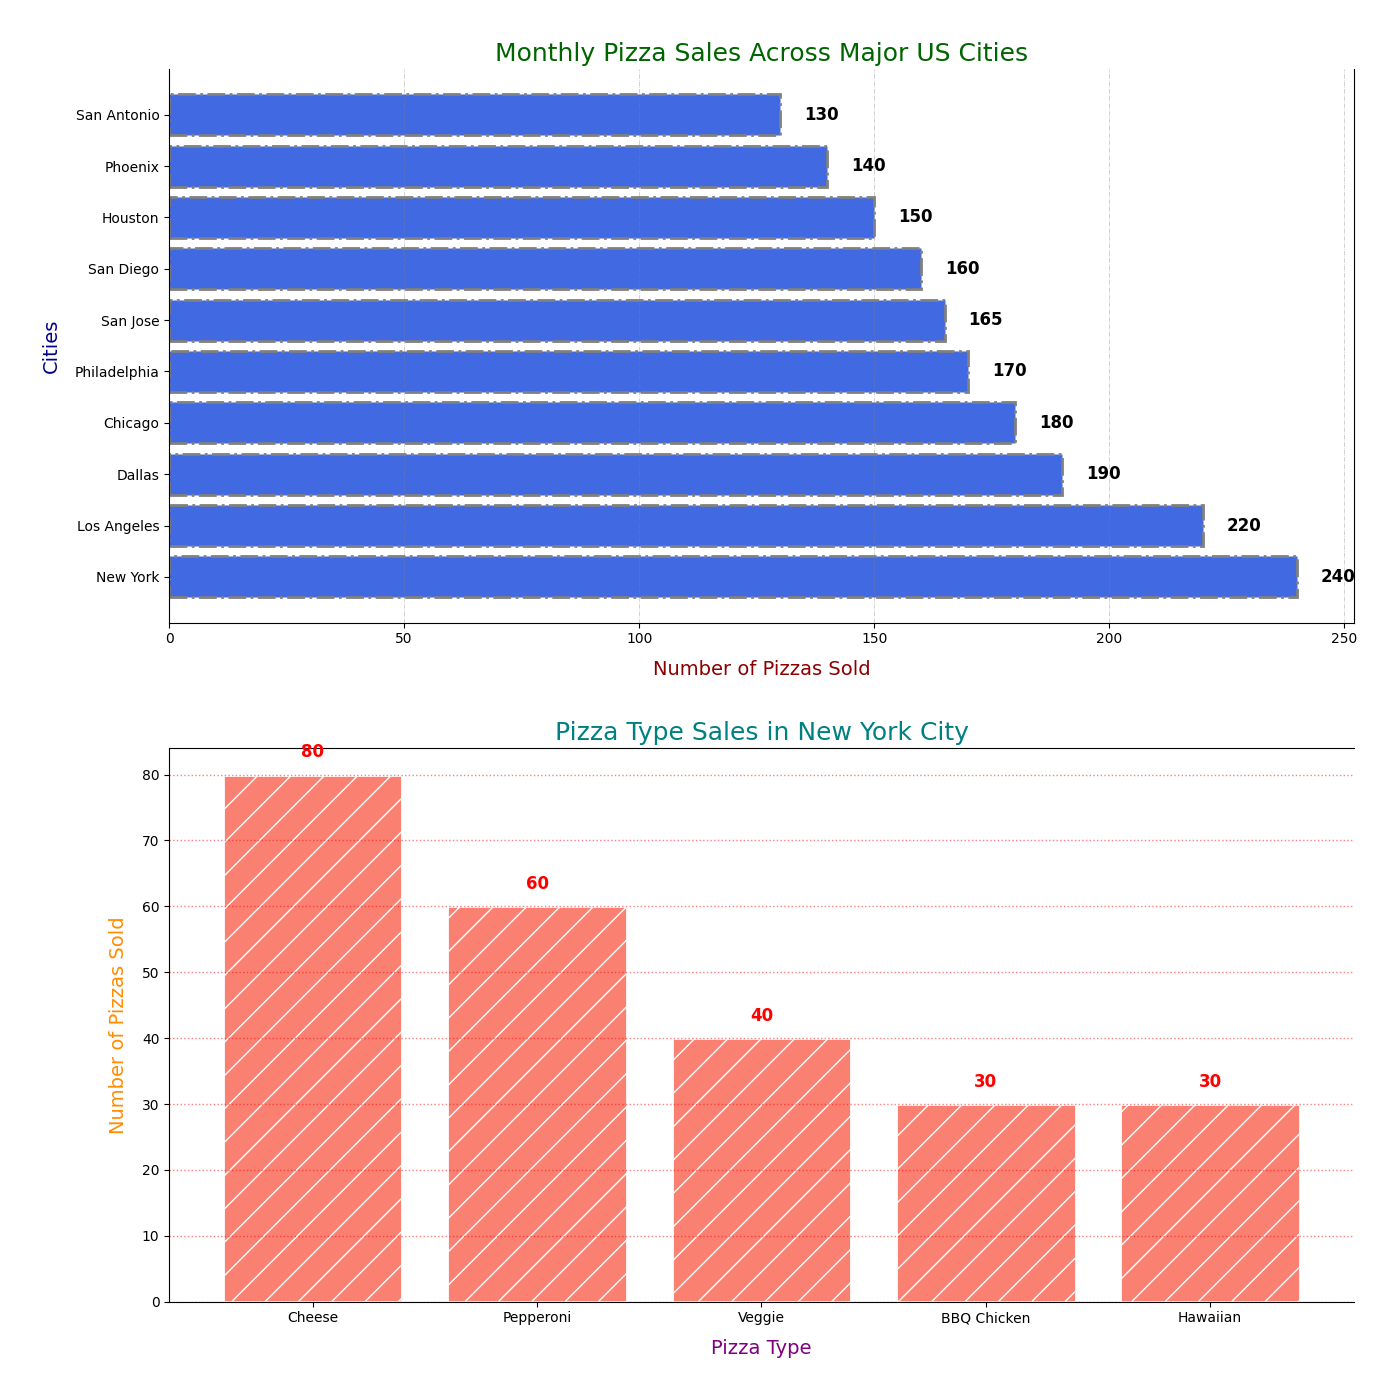 Monthly Pizza Sales Across Major US Cities
San Antonio 130
Phoenix 140
Houston 150
San Diego 160
San Jose 165
Cities
Philadelphia 170
Chicago 180
Dallas 190
Los Angeles 220
New York 240
0 50 100 150 200 250
Number of Pizzas Sold
Pizza Type Sales in New York City
80
80
70
60
60
50
40
40
30
30
30
20
10
0
Number of Pizzas Sold
Cheese Pepperoni Veggie BBQ Chicken Hawaiian
Pizza Type